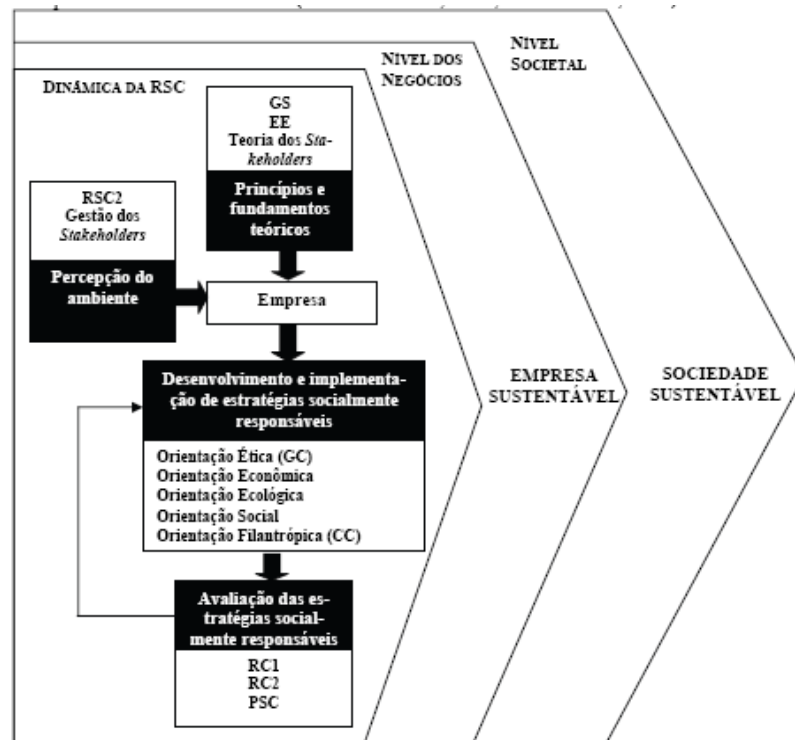 NÍVEL
SOCIETAL
NÍVEL DOS
NEGÓCIOS
DINÂMICA DA RSC
GS
EE
Teoria dos Sta-
keholders
Princípios e
fundamentos
teóricos
RSC2
Gestão dos
Stakeholders
Percepção do
ambiente
Empresa
Desenvolvimento e implementa-
ção de estratégias socialmente
responsáveis
Orientação Ética (GC)
Orientação Econômica
Orientação Ecológica
Orientação Social
Orientação Filantrópica (CC)
Avaliação das es-
tratégias social-
mente responsáveis
RC1
RC2
PSC
EMPRESA
SUSTENTÁVEL
SOCIEDADE
SUSTENTÁVEL